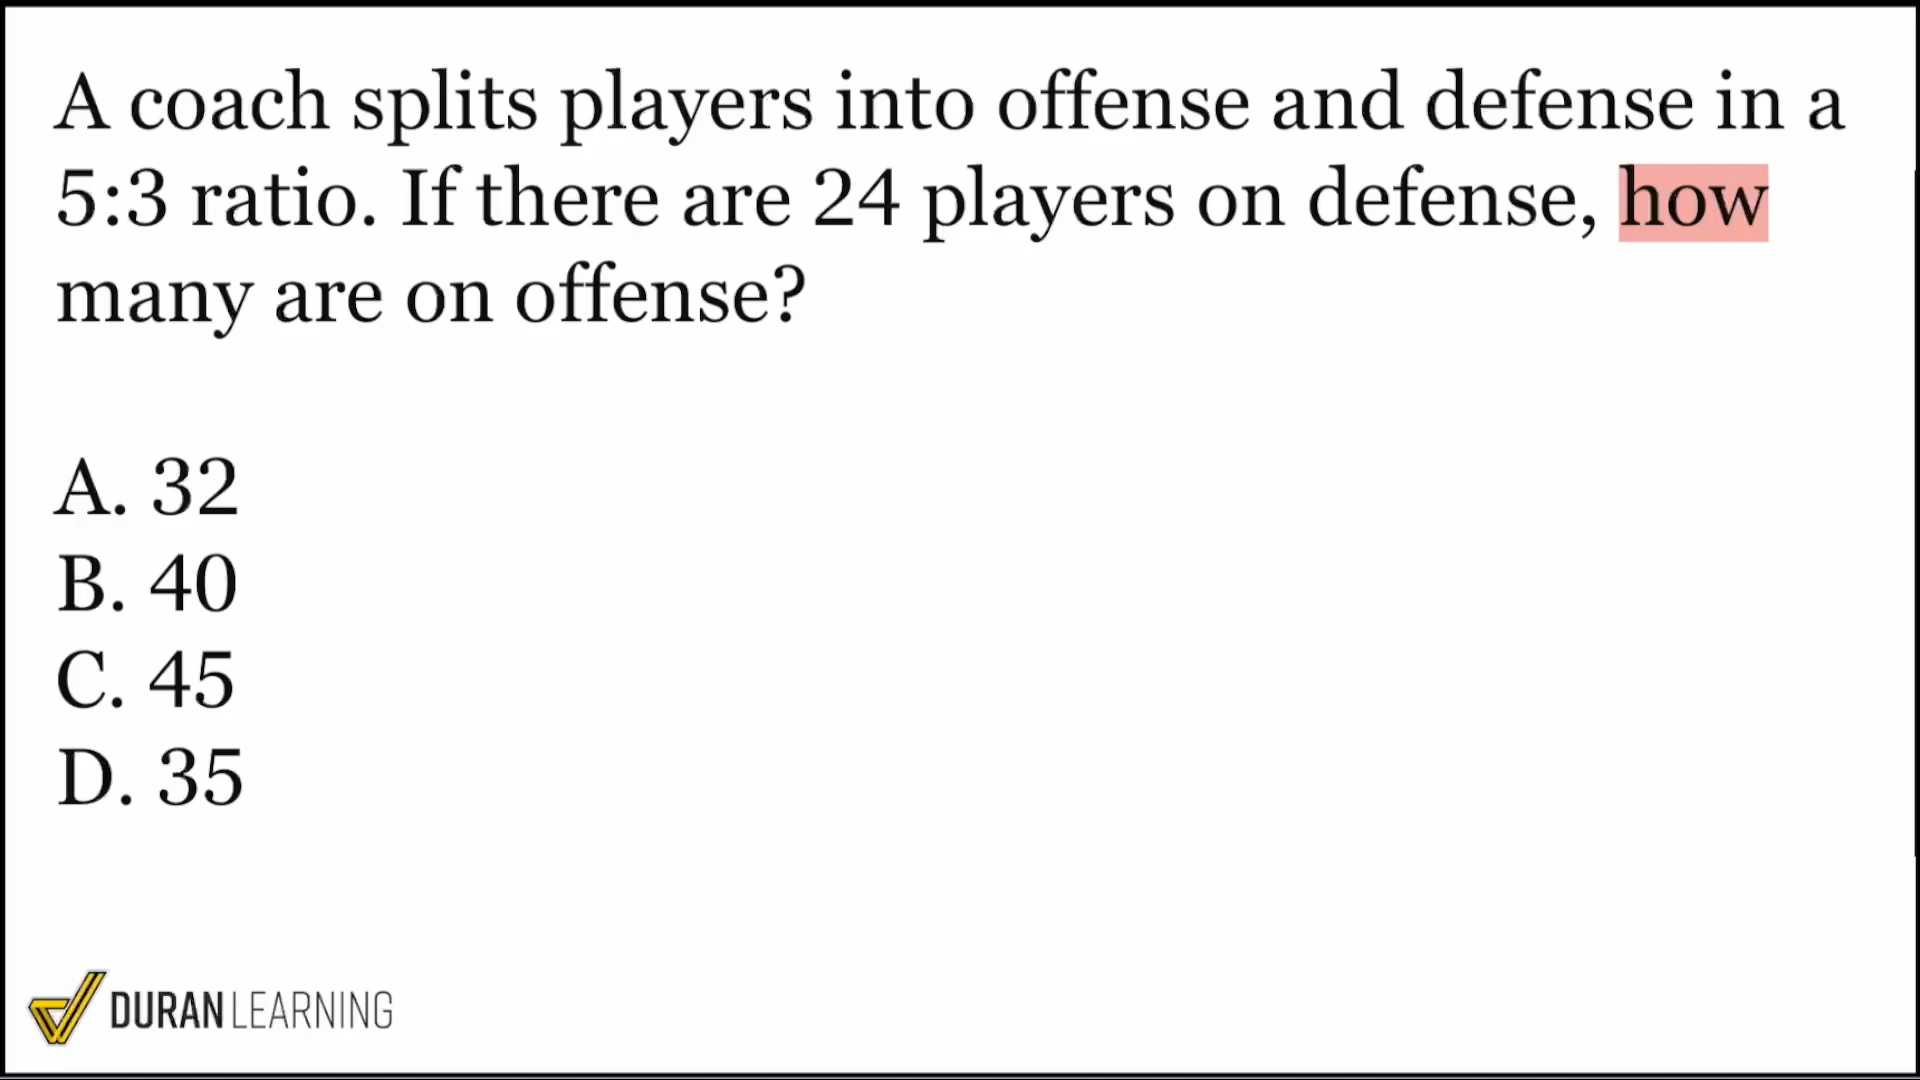 A coach splits players into offense and defense in a
5:3 ratio. If there are 24 players on defense, how
many are on offense?
A. 32
B. 40
C. 45
D. 35
DURAN LEARNING